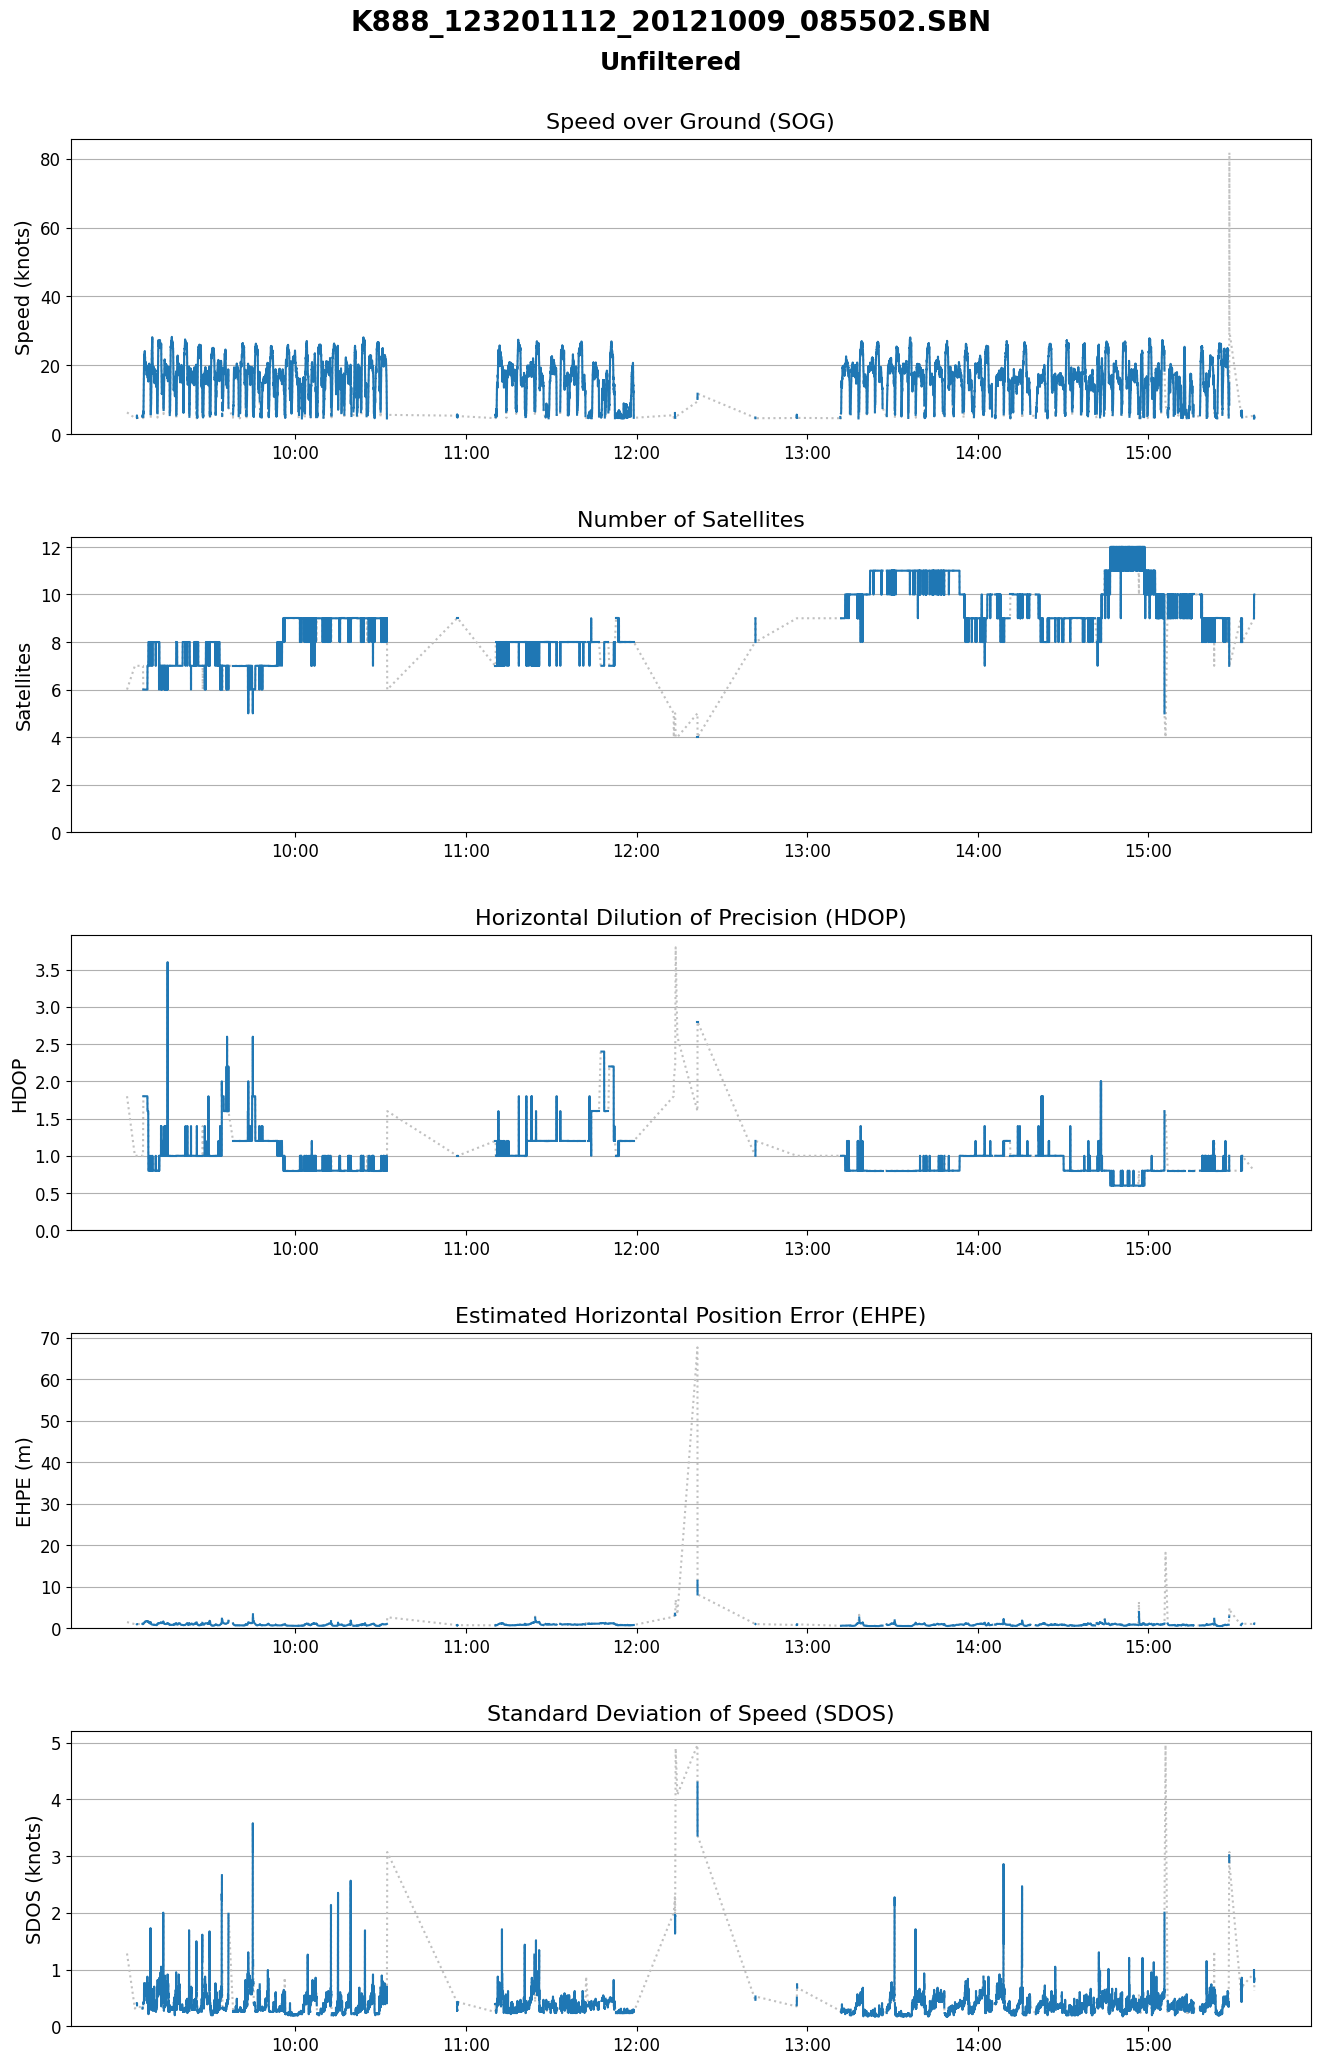 K888_123201112_20121009_085502.SBN
Unfiltered
Speed over Ground (SOG)
Speed (knots)
80
60
40
20
0
10:00 11:00 12:00 13:00 14:00 15:00
Number of Satellites
Satellites
12
10
8
6
4
2
0
10:00 11:00 12:00 13:00 14:00 15:00
Horizontal Dilution of Precision (HDOP)
HDOP
3.5
3.0
2.5
2.0
1.5
1.0
0.5
0.0
10:00 11:00 12:00 13:00 14:00 15:00
Estimated Horizontal Position Error (EHPE)
EHPE (m)
70
60
50
40
30
20
10
0
10:00 11:00 12:00 13:00 14:00 15:00
Standard Deviation of Speed (SDOS)
SDOS (knots)
5
4
3
2
1
0
10:00 11:00 12:00 13:00 14:00 15:00